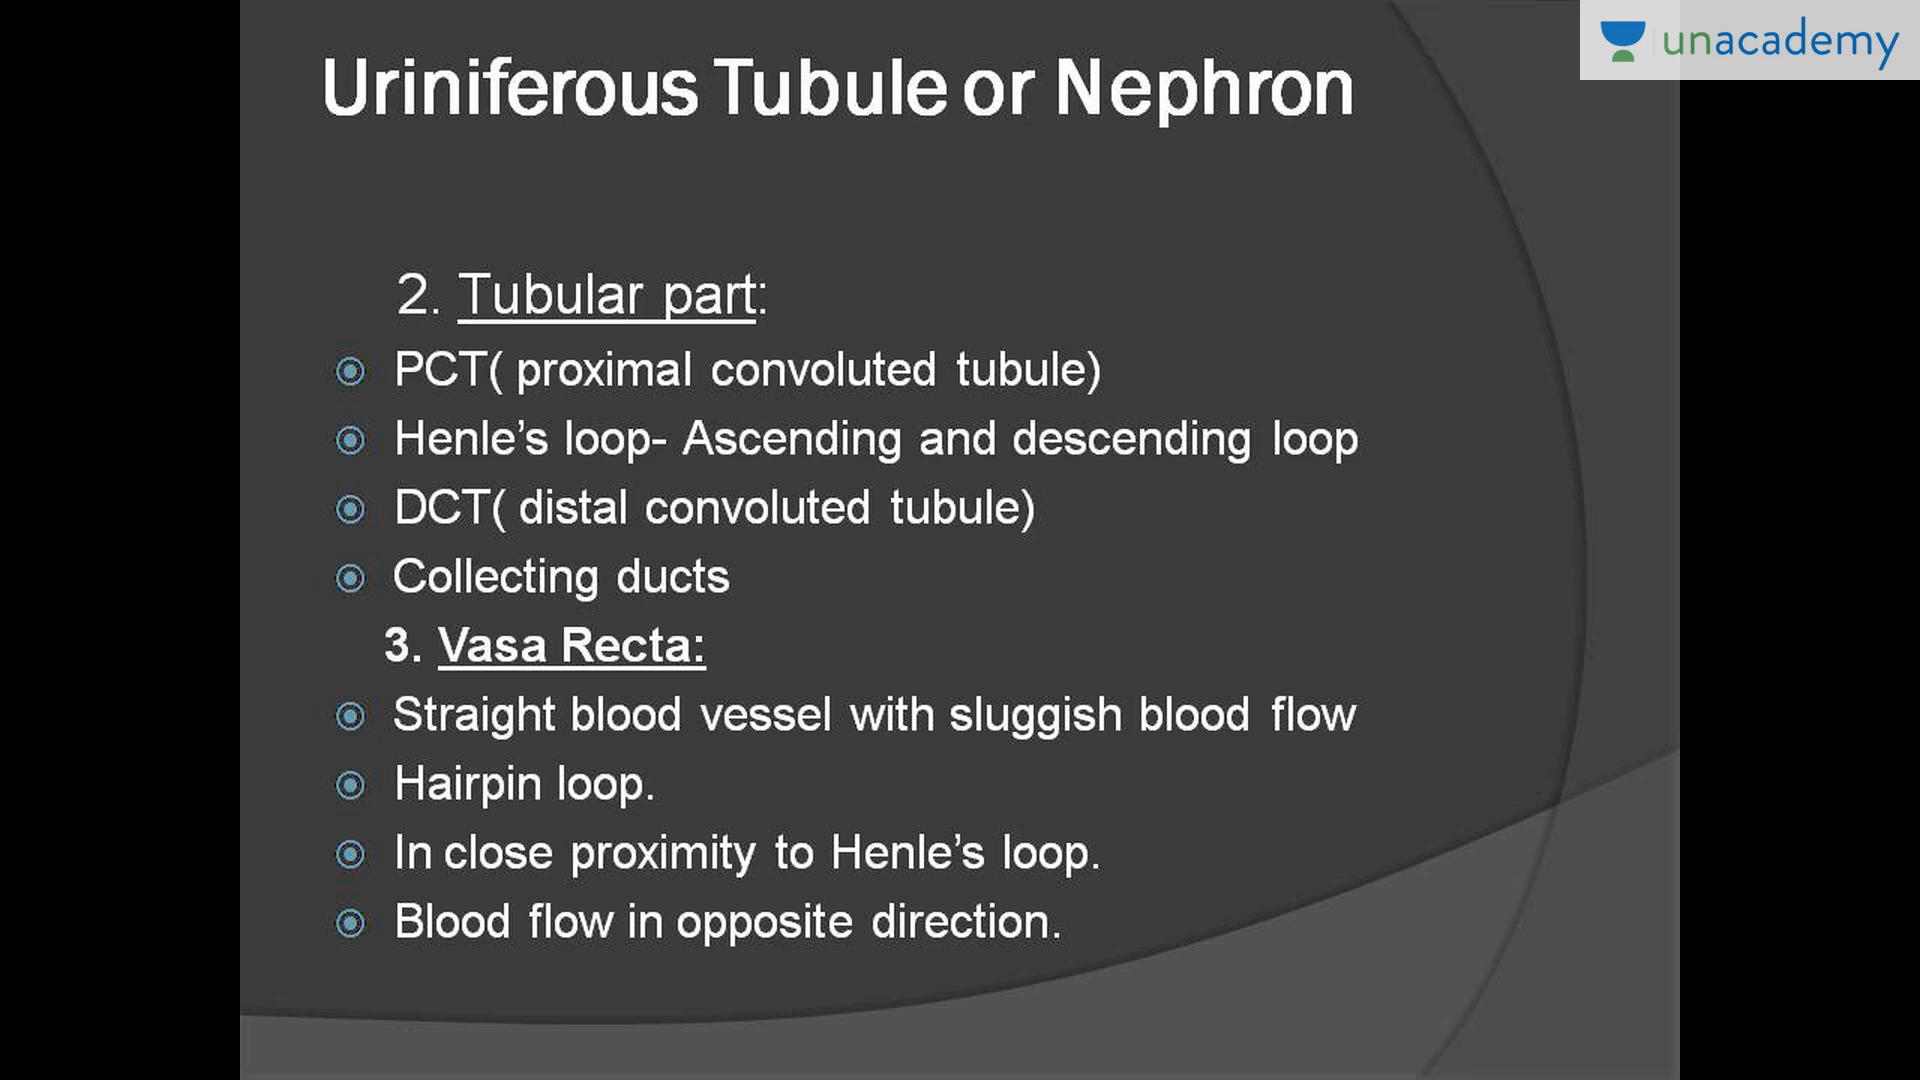 unacademy
Uriniferous Tubule or Nephron
2. Tubular part:
PCT( proximal convoluted tubule)
Henle’s loop- Ascending and descending loop
DCT( distal convoluted tubule)
Collecting ducts
3. Vasa Recta:
Straight blood vessel with sluggish blood flow
Hairpin loop.
In close proximity to Henle’s loop.
Blood flow in opposite direction.